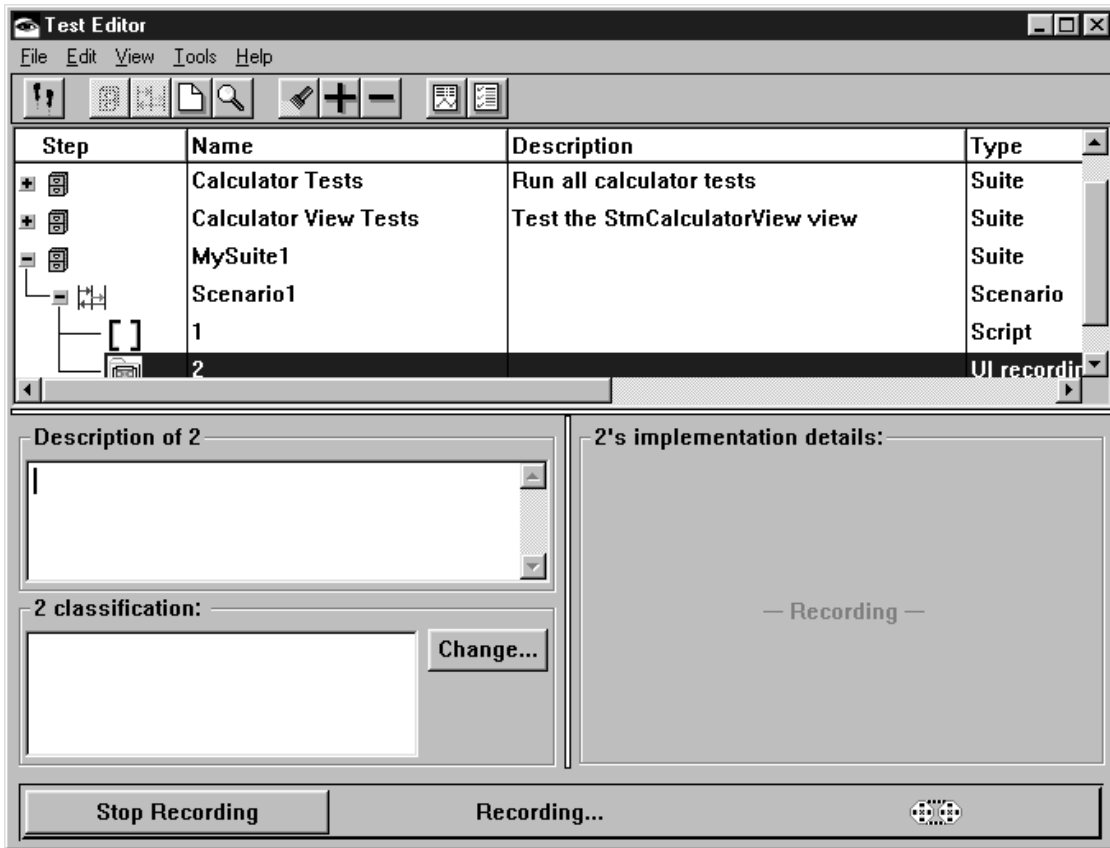 Test Editor
File Edit View Tools Help
Step Name Description Type
Calculator Tests Run all calculator tests Suite
Calculator View Tests Test the StmCalculatorView view Suite
MySuite1 Suite
Scenario1 Scenario
1 Script
2 UI recordin
Description of 2
2's implementation details:
2 classification:
Change...
— Recording —
Stop Recording Recording...